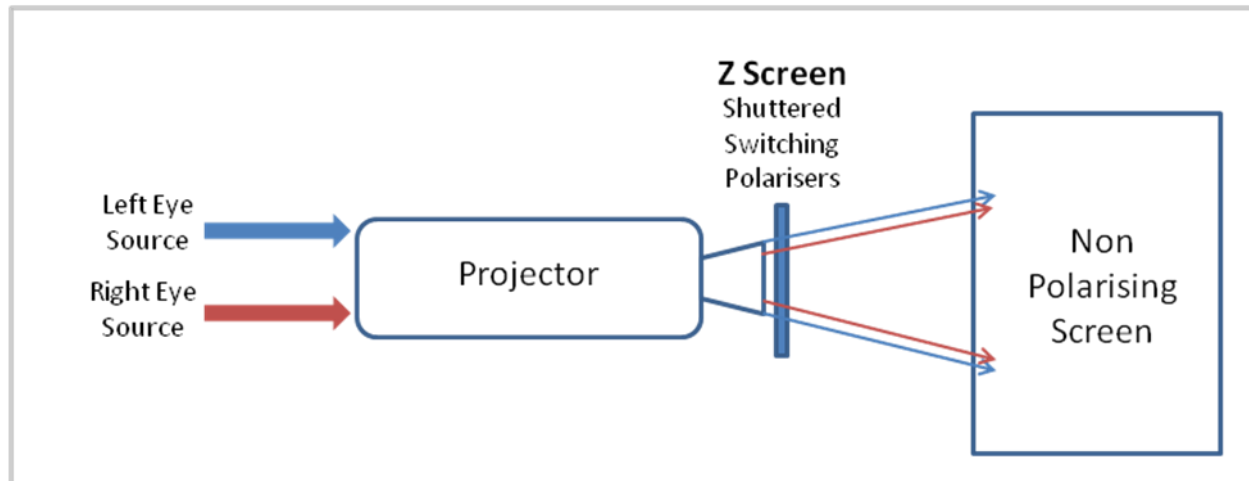 Z Screen
Shuttered
Switching
Polarisers
Left Eye
Source
Right Eye
Source
Projector
Non
Polarising
Screen